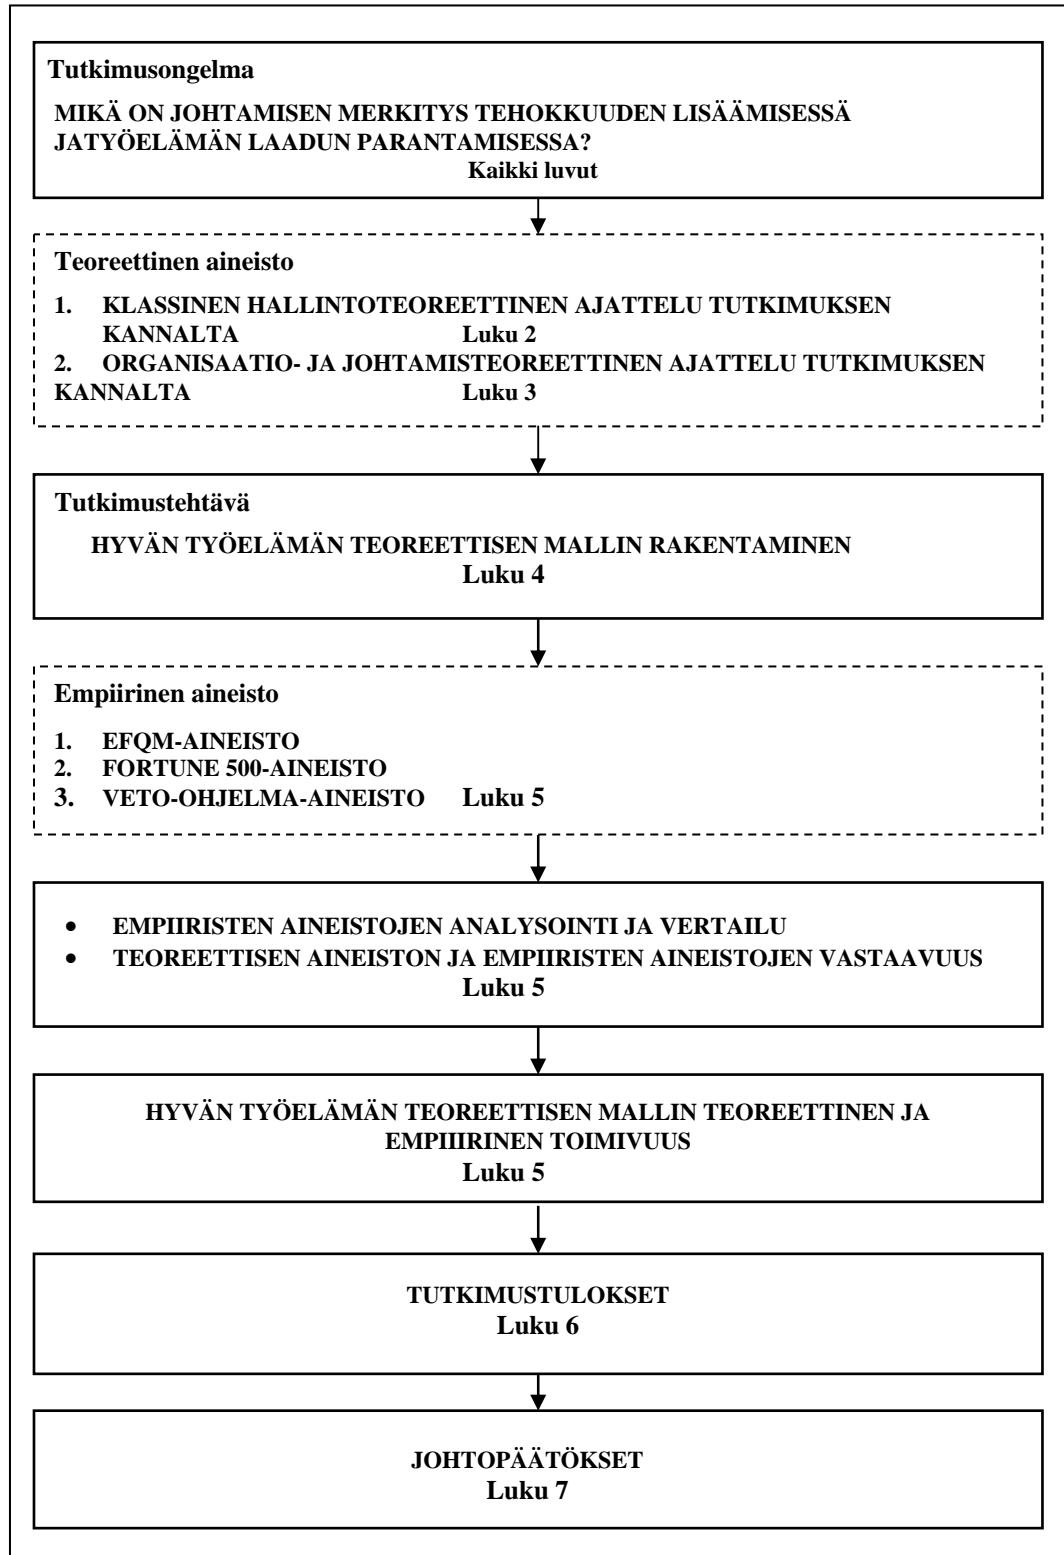 Tutkimusongelma
MIKÄ ON JOHTAMISEN MERKITYS TEHOKKUUDEN LISÄÄMISESSÄ
JATYÖELÄMÄN LAADUN PARANTAMISESSA?
Kaikki luvut
Teoreettinen aineisto
1. KLASSINEN HALLINTOTEOREETTINEN AJATTELU TUTKIMUKSEN
KANNALTA Luku 2
2. ORGANISAATIO- JA JOHTAMISTEOREETTINEN AJATTELU TUTKIMUKSEN
KANNALTA Luku 3
Tutkimustehtävä
HYVÄN TYÖELÄMÄN TEOREETTISEN MALLIN RAKENTAMINEN
Luku 4
Empiirinen aineisto
1. EFQM-AINEISTO
2. FORTUNE 500-AINEISTO
3. VETO-OHJELMA-AINEISTO Luku 5
• EMPIIRISTEN AINEISTOJEN ANALYSOINTI JA VERTAILU
• TEOREETTISEN AINEISTON JA EMPIIRISTEN AINEISTOJEN VASTAAVUUS
Luku 5
HYVÄN TYÖELÄMÄN TEOREETTISEN MALLIN TEOREETTINEN JA
EMPIIIRINEN TOIMIVUUS
Luku 5
TUTKIMUSTULOKSET
Luku 6
JOHTOPÄÄTÖKSET
Luku 7